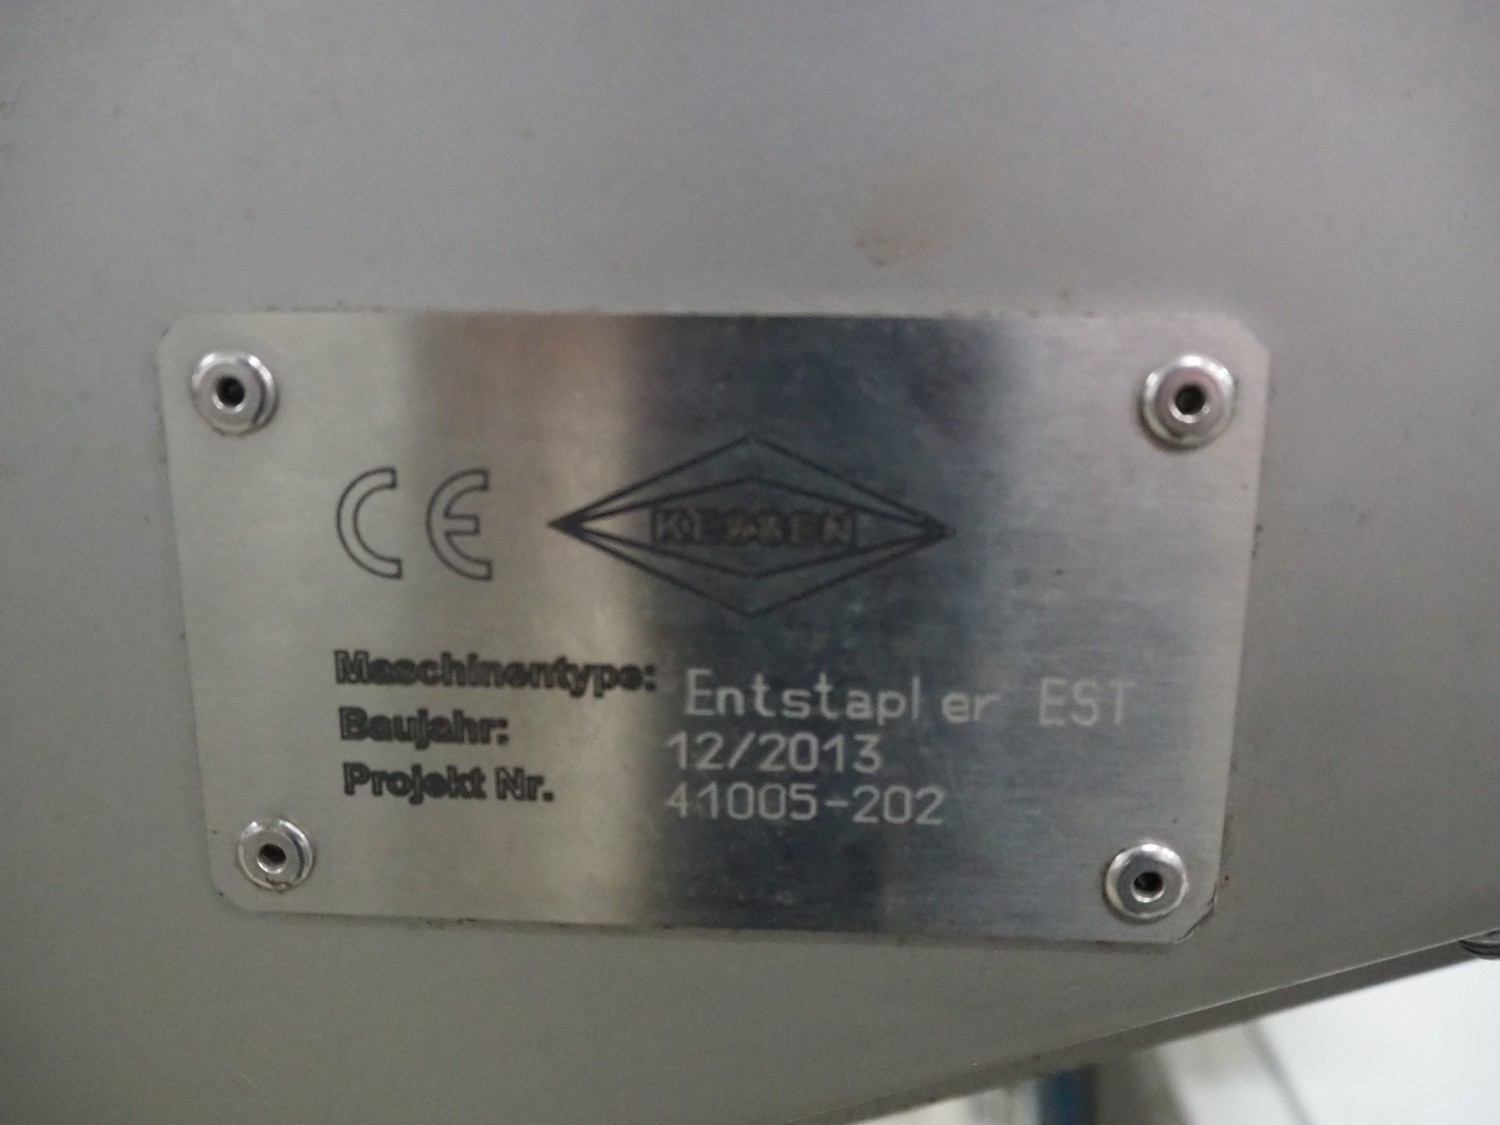 CE
Maschinentype: Entstapler EST
Baujahr: 12/2013
Projekt Nr. 41005-202